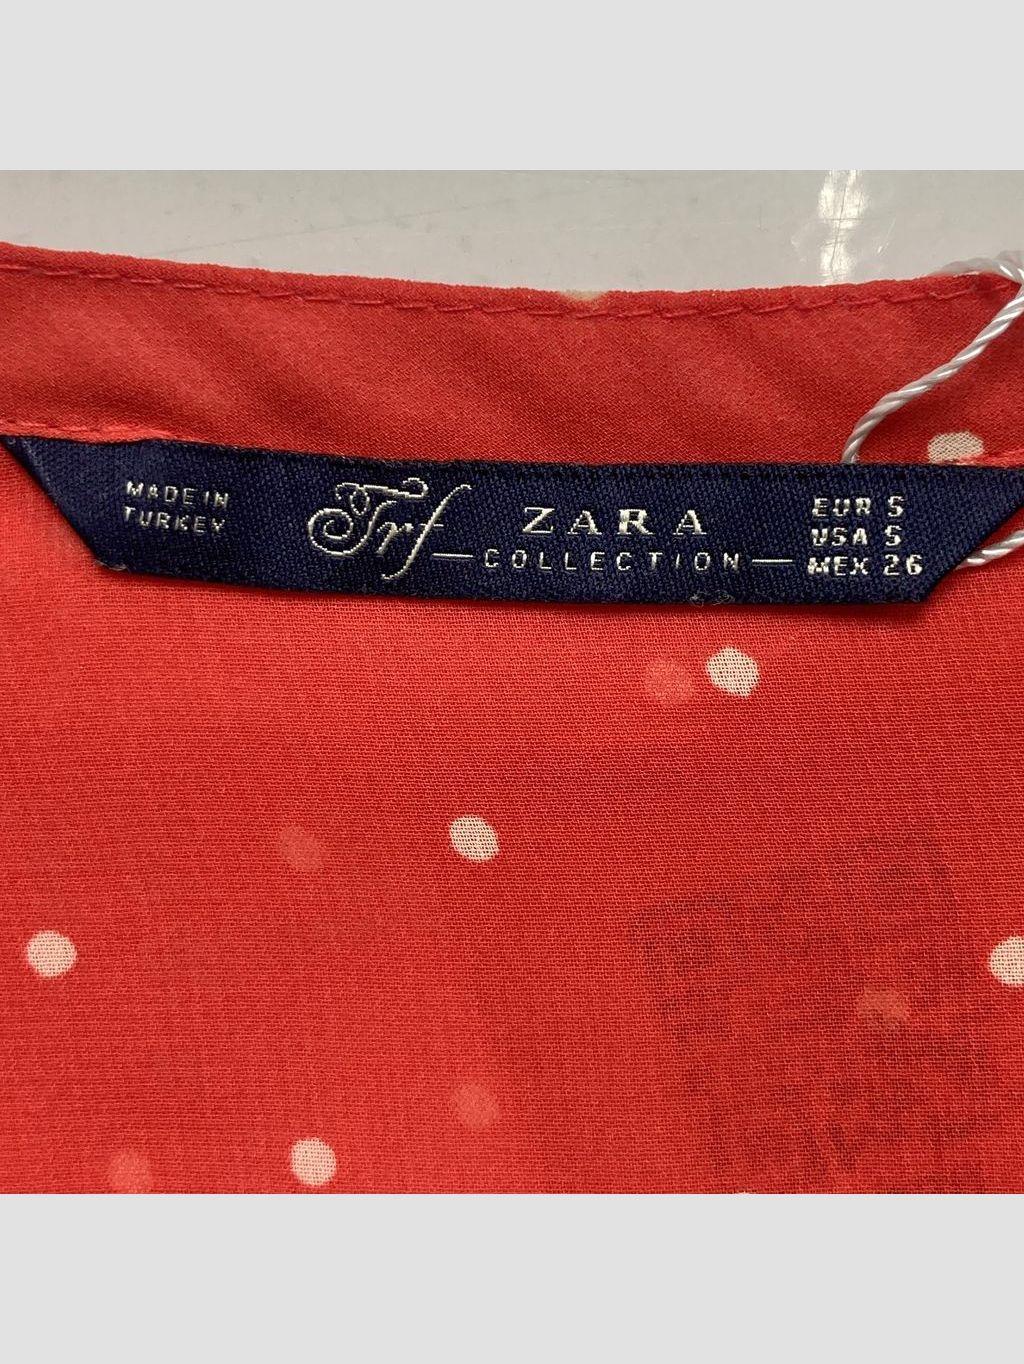 MADE IN
TURKEY
Trf
ZARA
COLLECTION
EUR S
USA S
MEX 26